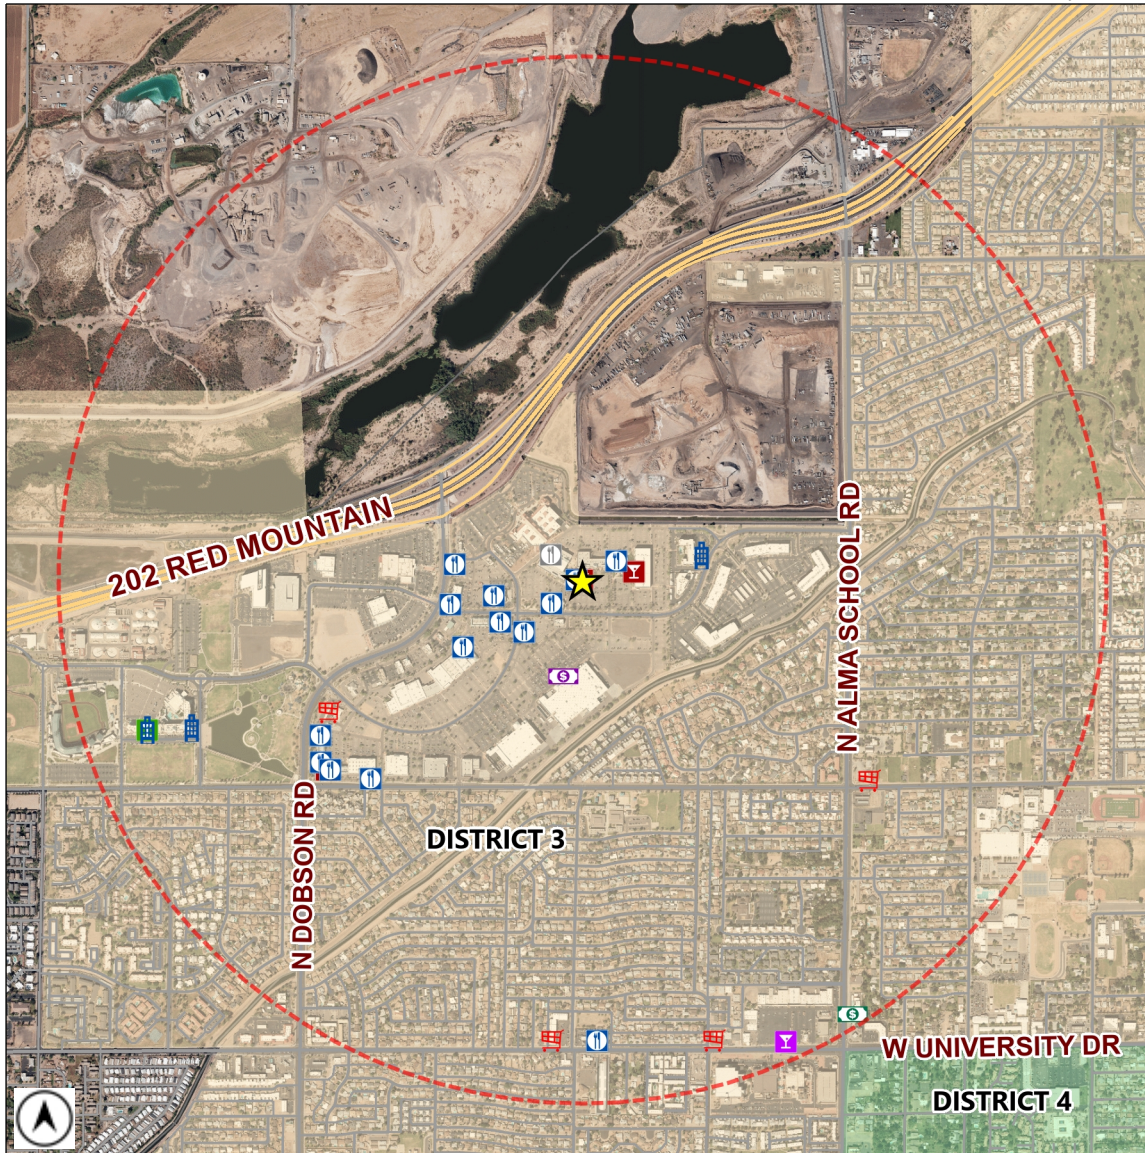 202 RED MOUNTAIN
N ALMA SCHOOL RD
N DOBSON RD
DISTRICT 3
W UNIVERSITY DR
DISTRICT 4